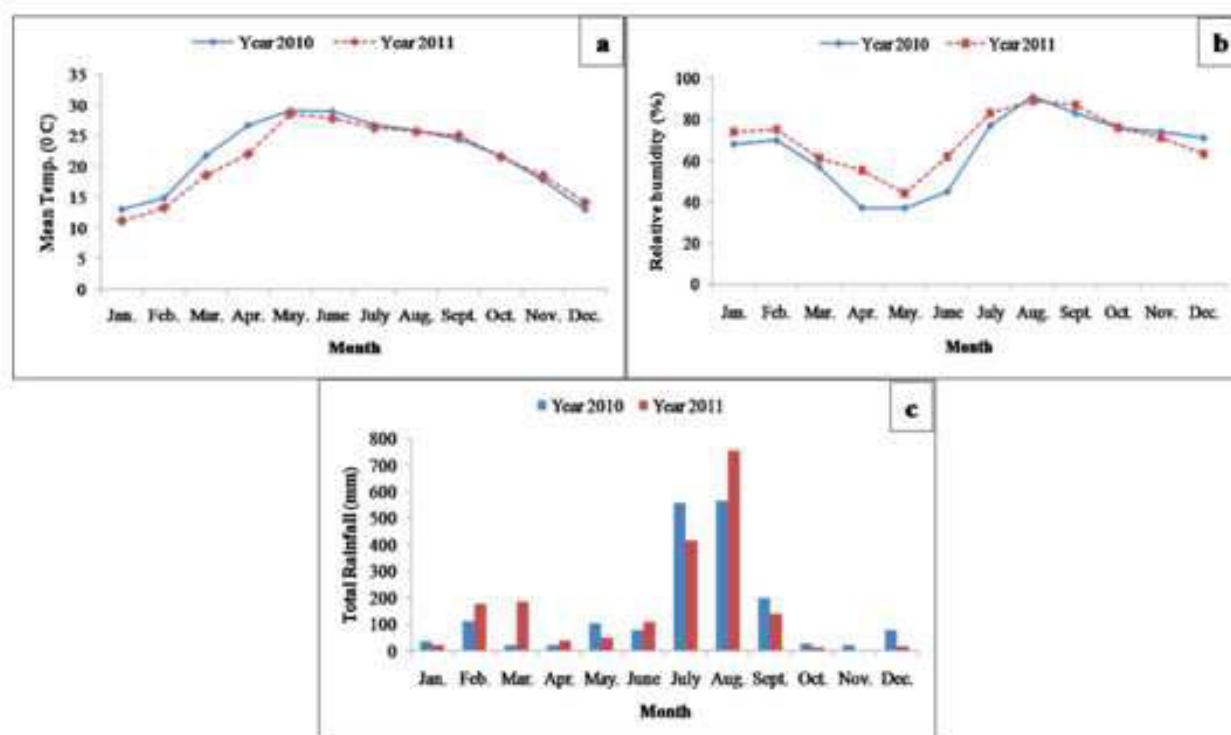 Year 2010 Year 2011 a
Mean Temp. (0 C)
35
30
25
20
15
10
5
0
Jan. Feb. Mar. Apr. May. June July Aug. Sept. Oct. Nov. Dec.
Month
Year 2010 Year 2011 b
Relative humidity (%)
100
80
60
40
20
0
Jan. Feb. Mar. Apr. May. June July Aug. Sept. Oct. Nov. Dec.
Month
Year 2010 Year 2011 c
Total Rainfall (mm)
800
700
600
500
400
300
200
100
0
Jan. Feb. Mar. Apr. May. June July Aug. Sept. Oct. Nov. Dec.
Month